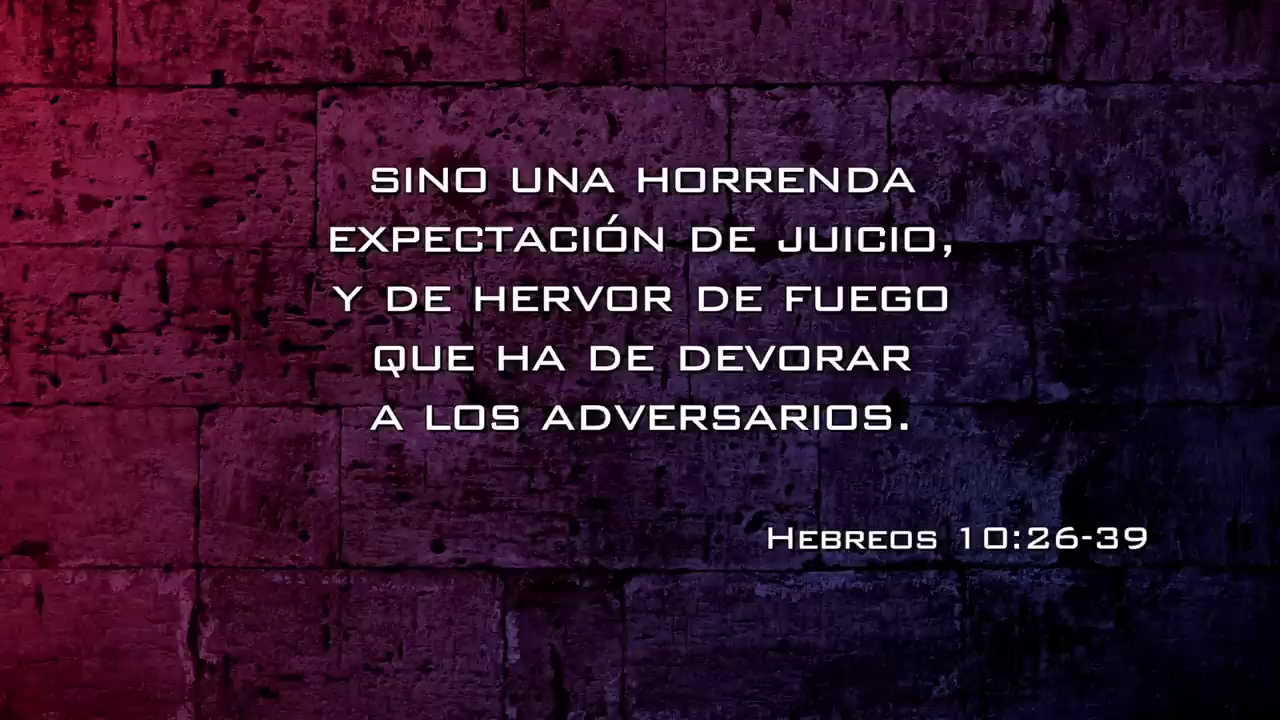 SINO UNA HORRENDA
EXPECTACIÓN DE JUICIO,
Y DE HERVOR DE FUEGO
QUE HA DE DEVORAR
A LOS ADVERSARIOS.
HEBREOS 10:26-39